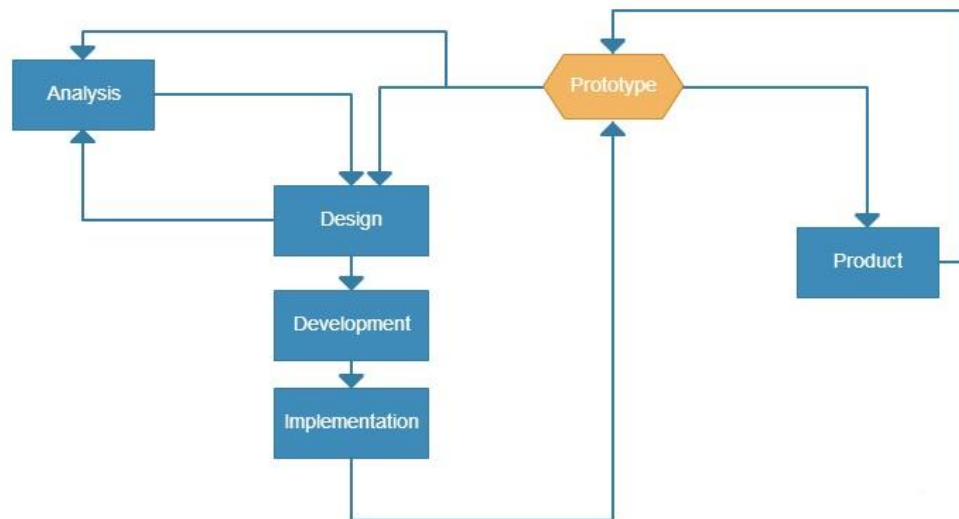 Analysis
Prototype
Design
Product
Development
Implementation